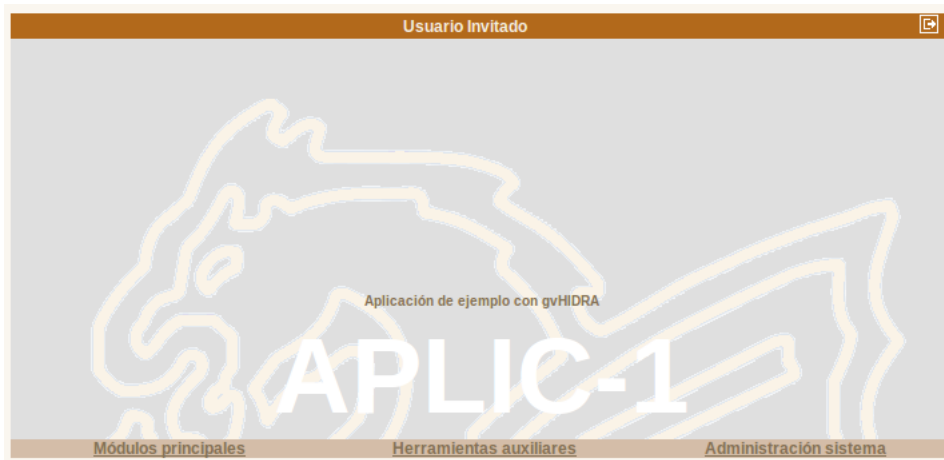 Usuario Invitado
Aplicación de ejemplo con gvHIDRA
APLIC-1
Módulos principales Herramientas auxiliares Administración sistema